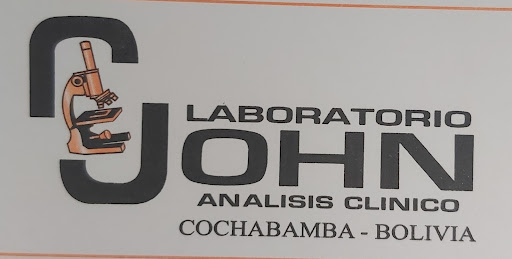 LABORATORIO
JOHN
ANALISIS CLINICO
COCHABAMBA - BOLIVIA